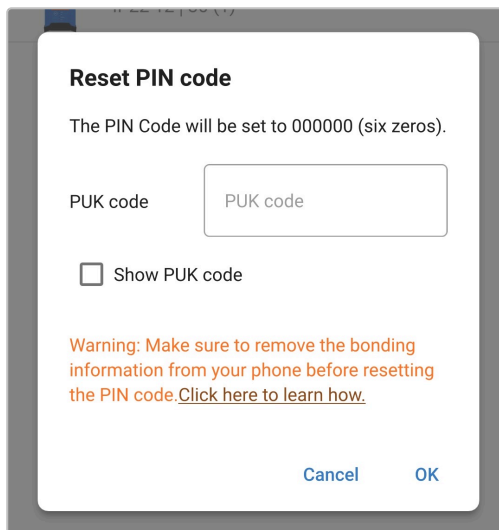 Reset PIN code
The PIN Code will be set to 000000 (six zeros).
PUK code
PUK code
Show PUK code
Warning: Make sure to remove the bonding
information from your phone before resetting
the PIN code.Click here to learn how.
Cancel
OK